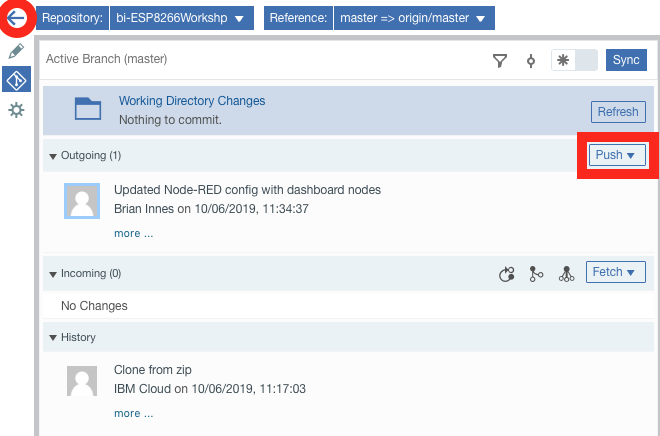 Repository: bi-ESP8266Workshp
Reference: master => origin/master
Active Branch (master)
Sync
Working Directory Changes
Nothing to commit.
Refresh
Outgoing (1)
Push
Updated Node-RED config with dashboard nodes
Brian Innes on 10/06/2019, 11:34:37
more ...
Incoming (0)
Fetch
No Changes
History
Clone from zip
IBM Cloud on 10/06/2019, 11:17:03
more ...